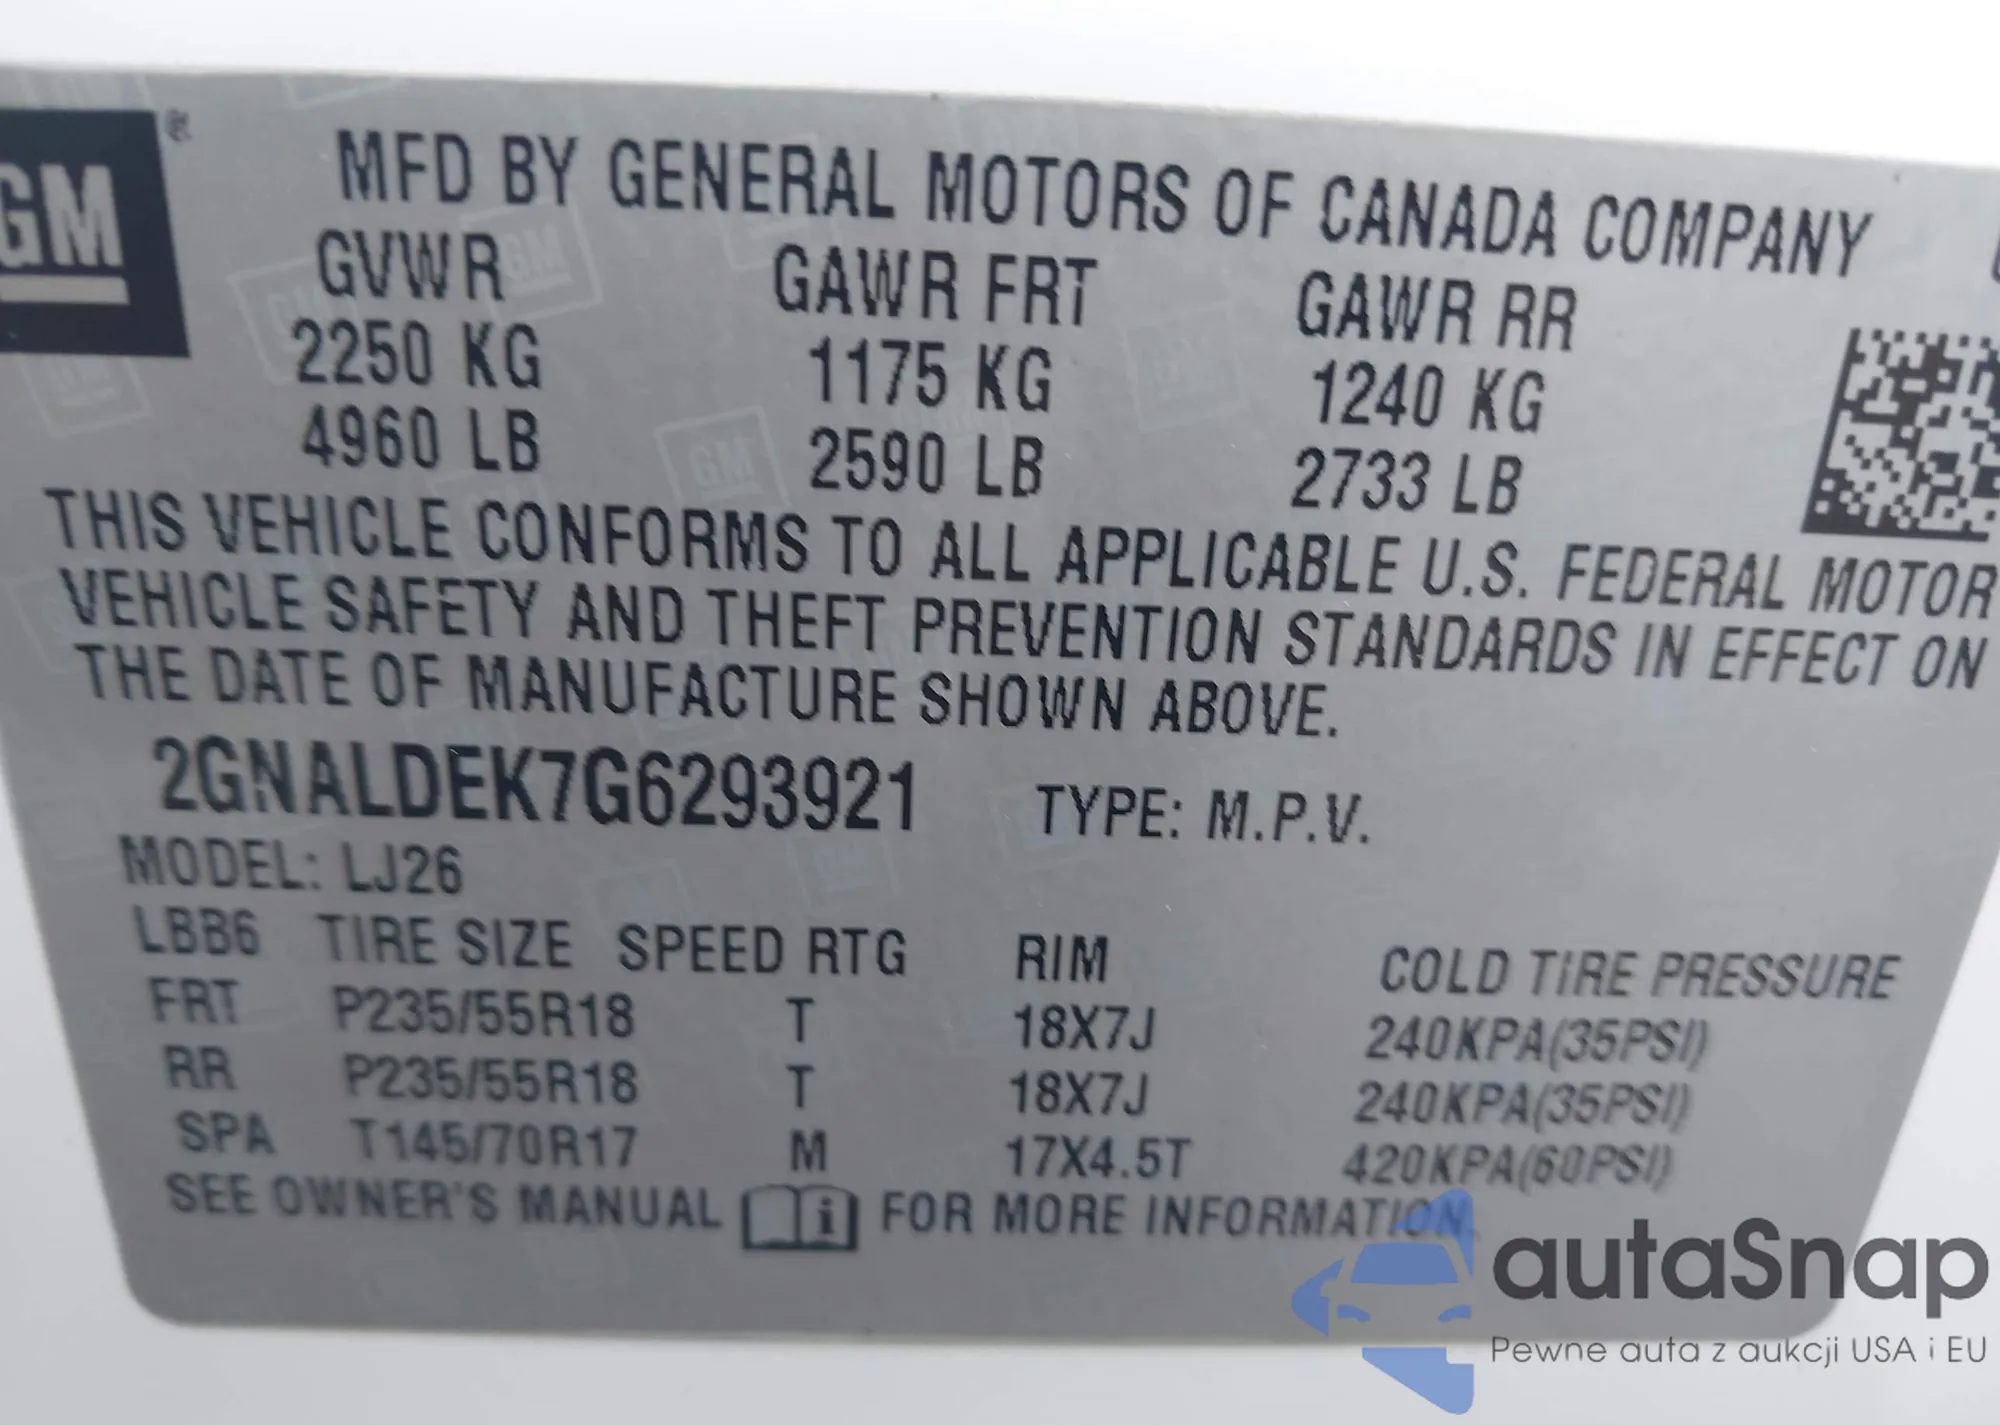 GM ®
MFD BY GENERAL MOTORS OF CANADA COMPANY
GVWR GAWR FRT GAWR RR
2250 KG 1175 KG 1240 KG
4960 LB 2590 LB 2733 LB
THIS VEHICLE CONFORMS TO ALL APPLICABLE U.S. FEDERAL MOTOR
VEHICLE SAFETY AND THEFT PREVENTION STANDARDS IN EFFECT ON
THE DATE OF MANUFACTURE SHOWN ABOVE.
2GNALDEK7G6293921 TYPE: M.P.V.
MODEL: LJ26
LBB6 TIRE SIZE SPEED RTG RIM COLD TIRE PRESSURE
FRT P235/55R18 T 18X7J 240KPA(35PSI)
RR P235/55R18 T 18X7J 240KPA(35PSI)
SPA T145/70R17 M 17X4.5T 420KPA(60PSI)
SEE OWNER'S MANUAL i FOR MORE INFORMATION.
autaSnap
Pewne auta z aukcji USA i EU